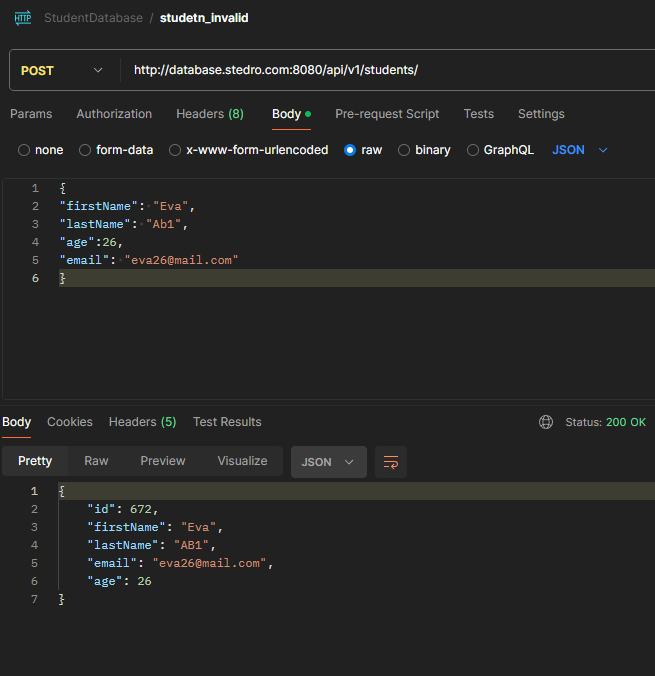 HTTP StudentDatabase / studetn_invalid
POST http://database.stedro.com:8080/api/v1/students/
Params Authorization Headers (8) Body Pre-request Script Tests Settings
none form-data x-www-form-urlencoded raw binary GraphQL JSON
1 {
2 "firstName": "Eva",
3 "lastName": "Ab1",
4 "age":26,
5 "email": "eva26@mail.com"
6 }
Body Cookies Headers (5) Test Results Status: 200 OK
Pretty Raw Preview Visualize JSON
1 {
2 "id": 672,
3 "firstName": "Eva",
4 "lastName": "AB1",
5 "email": "eva26@mail.com",
6 "age": 26
7 }